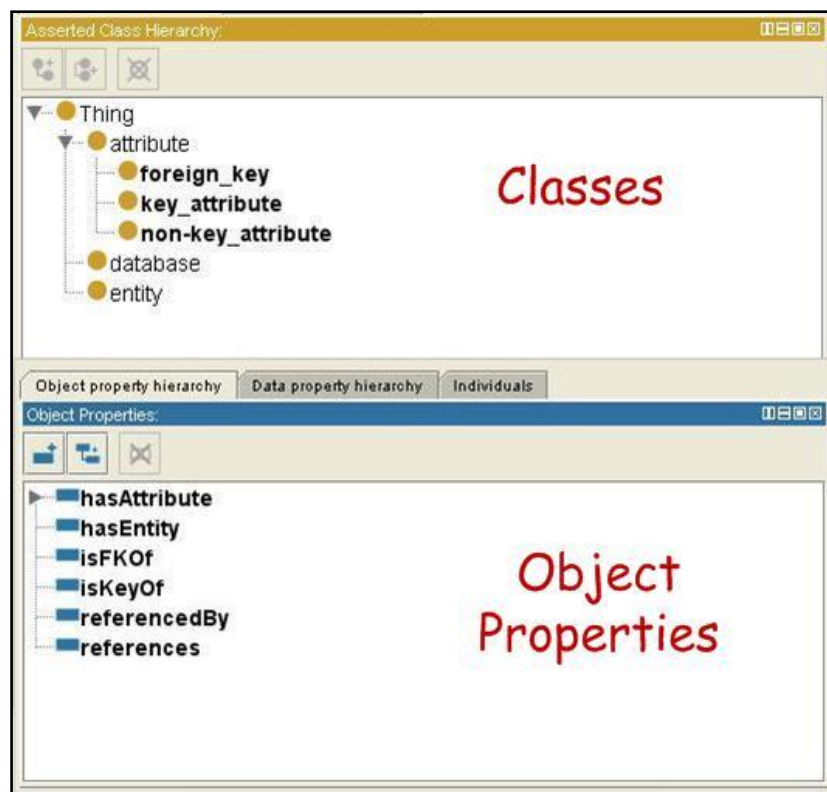 Asserted Class Hierarchy:
Thing
attribute
foreign_key
key_attribute
non-key_attribute
database
entity
Classes
Object property hierarchy Data property hierarchy Individuals
Object Properties:
hasAttribute
hasEntity
isFKOf
isKeyOf
referencedBy
references
Object
Properties